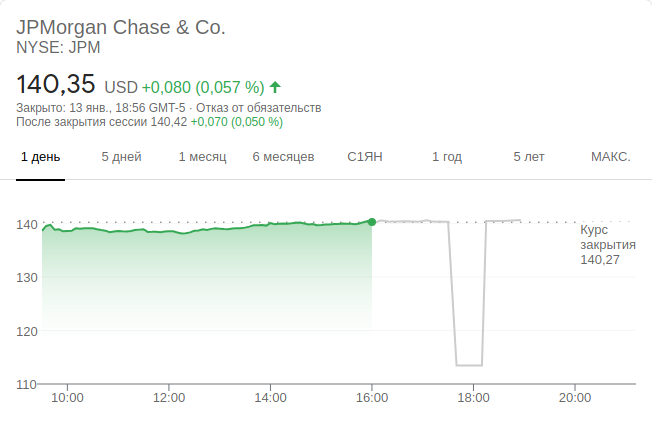 JPMorgan Chase & Co.
NYSE: JPM
140,35 USD +0,080 (0,057 %)
Закрыто: 13 янв., 18:56 GMT-5 · Отказ от обязательств
После закрытия сессии 140,42 +0,070 (0,050 %)
1 день 5 дней 1 месяц 6 месяцев С1ЯН 1 год 5 лет МАКС.
140
Курс
закрытия
140,27
130
120
110
10:00 12:00 14:00 16:00 18:00 20:00